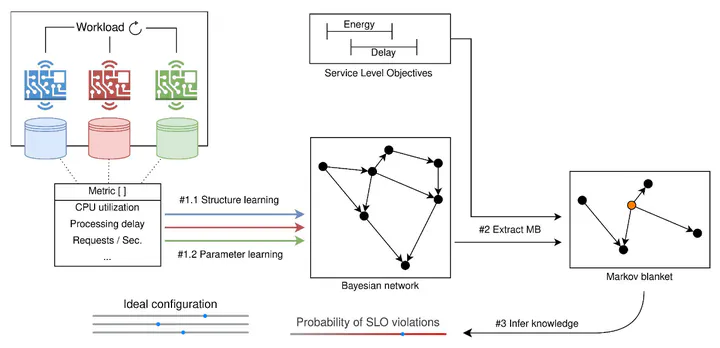 Workload
Energy
Delay
Service Level Objectives
Metric [ ]
CPU utilization
Processing delay
Requests / Sec.
...
#1.1 Structure learning
#1.2 Parameter learning
Bayesian network
#2 Extract MB
Markov blanket
#3 Infer knowledge
Ideal configuration
Probability of SLO violations